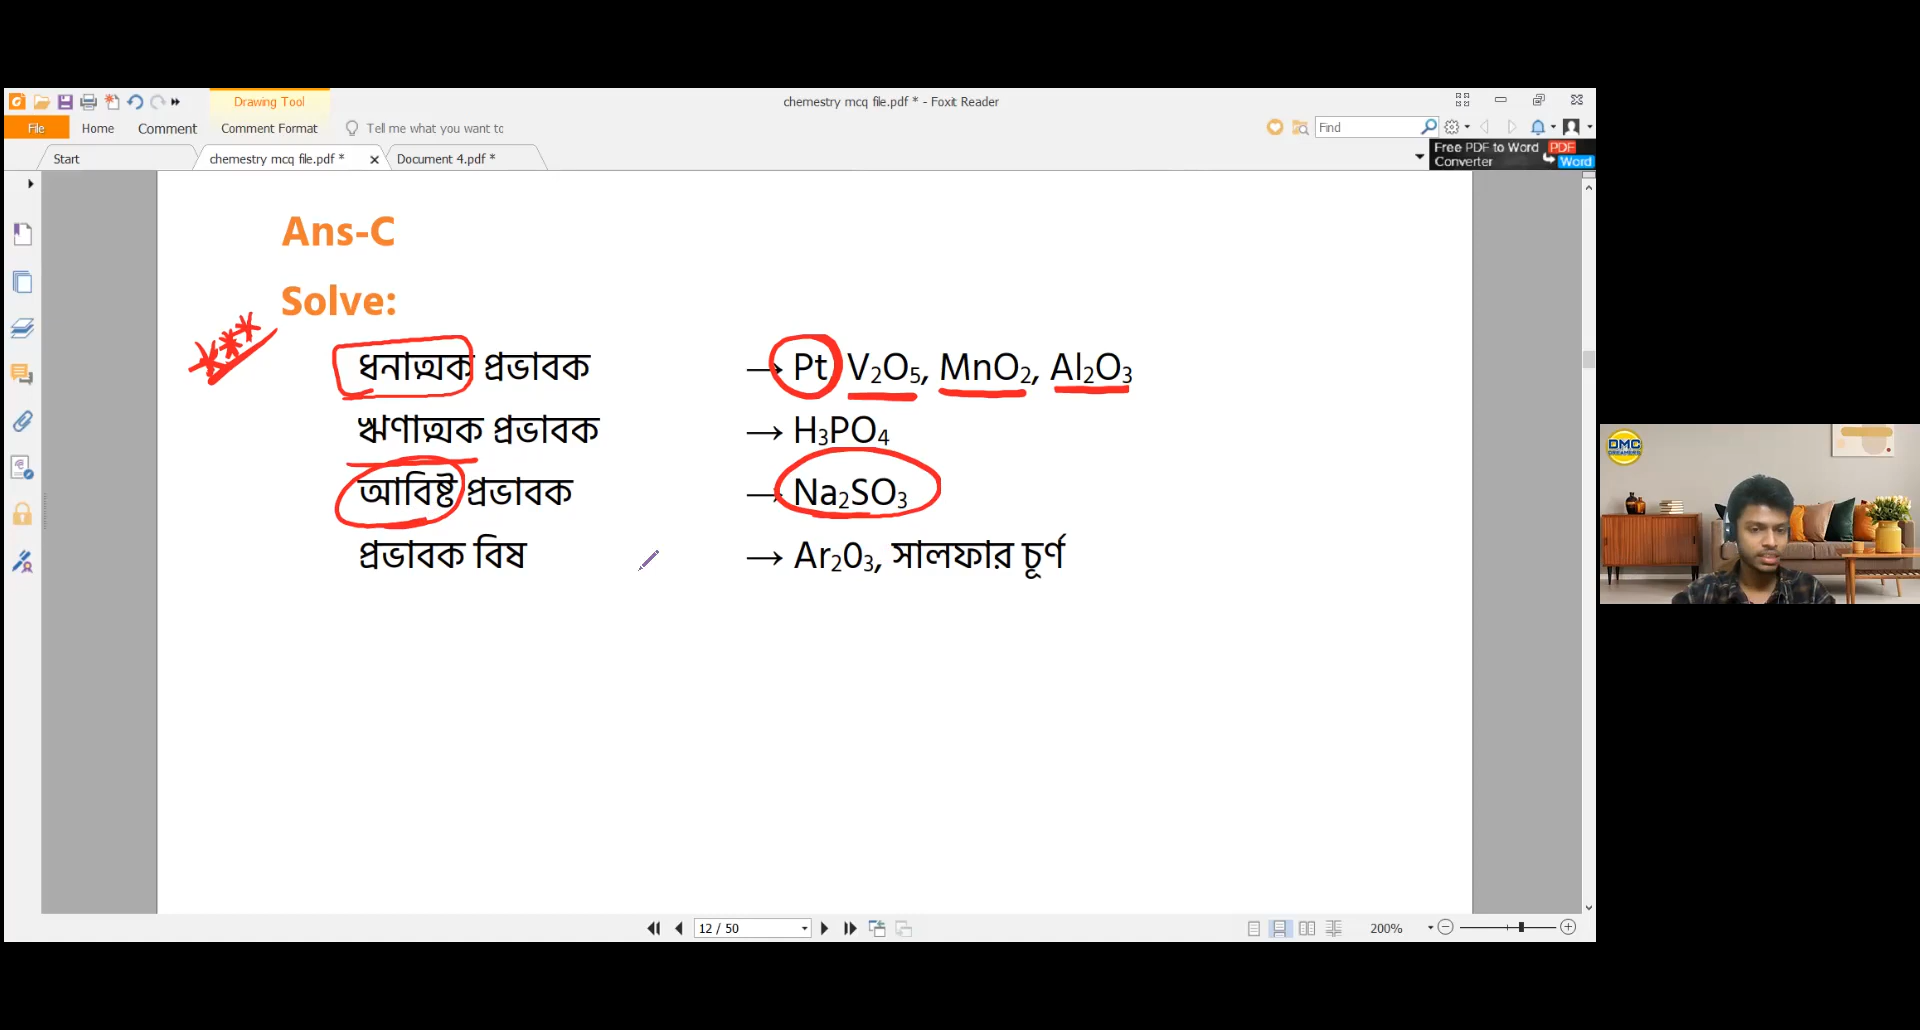 Drawing Tool
chemestry mcq file.pdf * - Foxit Reader
File Home Comment Comment Format Tell me what you want tc
Find
Start chemestry mcq file.pdf * Document 4.pdf *
Free PDF to Word Converter PDF Word
Ans-C
Solve:
***
ধনাত্মক প্রভাবক → Pt V₂O₅, MnO₂, Al₂O₃
ঋণাত্মক প্রভাবক → H₃PO₄
আবিষ্ট প্রভাবক → Na₂SO₃
প্রভাবক বিষ → Ar₂0₃, সালফার চূর্ণ
DMC
DREAMERS
12 / 50
200%